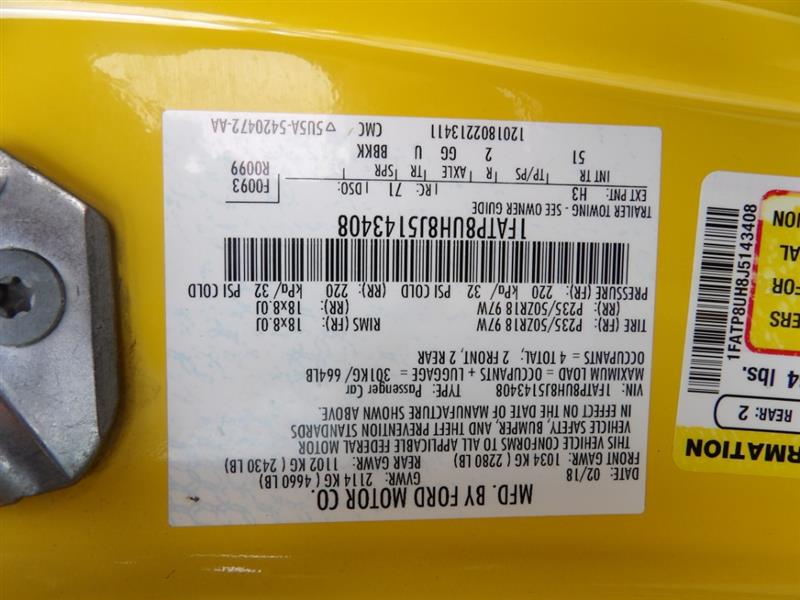 MFD. BY FORD MOTOR CO.
DATE: 02/18 GVWR: 2114 KG ( 4660 LB)
FRONT GAWR: 1034 KG ( 2280 LB) REAR GAWR: 1102 KG ( 2430 LB)
THIS VEHICLE CONFORMS TO ALL APPLICABLE FEDERAL MOTOR
VEHICLE SAFETY, BUMPER, AND THEFT PREVENTION STANDARDS
IN EFFECT ON THE DATE OF MANUFACTURE SHOWN ABOVE.
VIN: 1FATP8UH8J5143408 TYPE: Passenger Car
MAXIMUM LOAD = OCCUPANTS + LUGGAGE = 301KG/664LB
OCCUPANTS = 4 TOTAL; 2 FRONT, 2 REAR
TIRE (FR): P235/50ZR18 97W RIMS (FR): 18x8.0J
(RR): P235/50ZR18 97W (RR): 18x8.0J
PRESSURE (FR): 220 kPa/ 32 PSI COLD (RR): 220 kPa/ 32 PSI COLD
1FATP8UH8J5143408
TRAILER TOWING - SEE OWNER GUIDE
EXT PNT: H3 RC: 71 DSO: F0093
INT TR TP/PS R AXLE TR SPR R0099
51 2 GG U BBKK
1201802213411 CMC ▽5U5A-5420472-AA
RMATION
REAR: 2
4 lbs.
ERS
FOR
AL
ION
1FATP8UH8J5143408